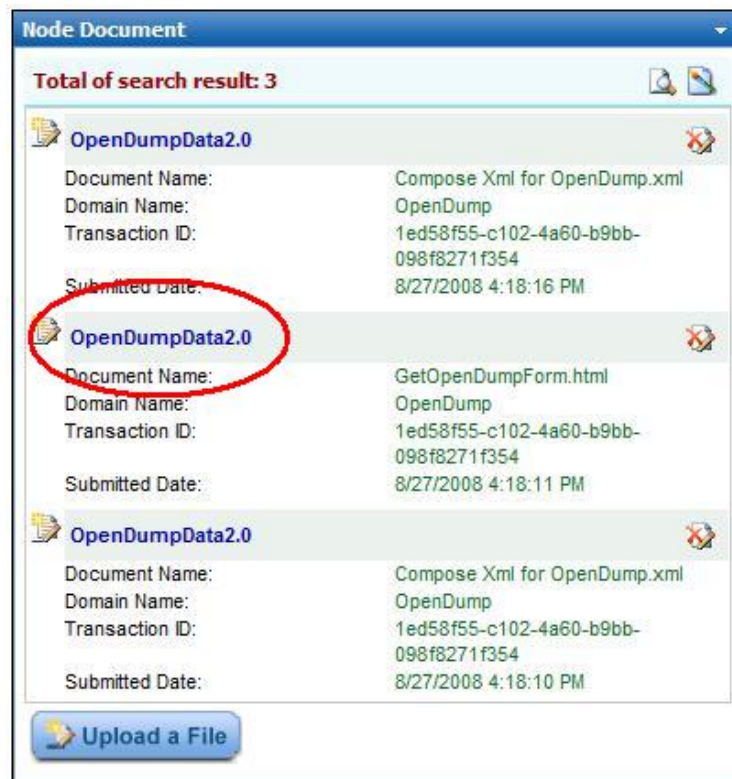 Node Document
Total of search result: 3
OpenDumpData2.0
Document Name: Compose Xml for OpenDump.xml
Domain Name: OpenDump
Transaction ID: 1ed58f55-c102-4a60-b9bb-
098f8271f354
Submitted Date: 8/27/2008 4:18:16 PM
OpenDumpData2.0
Document Name: GetOpenDumpForm.html
Domain Name: OpenDump
Transaction ID: 1ed58f55-c102-4a60-b9bb-
098f8271f354
Submitted Date: 8/27/2008 4:18:11 PM
OpenDumpData2.0
Document Name: Compose Xml for OpenDump.xml
Domain Name: OpenDump
Transaction ID: 1ed58f55-c102-4a60-b9bb-
098f8271f354
Submitted Date: 8/27/2008 4:18:10 PM
Upload a File